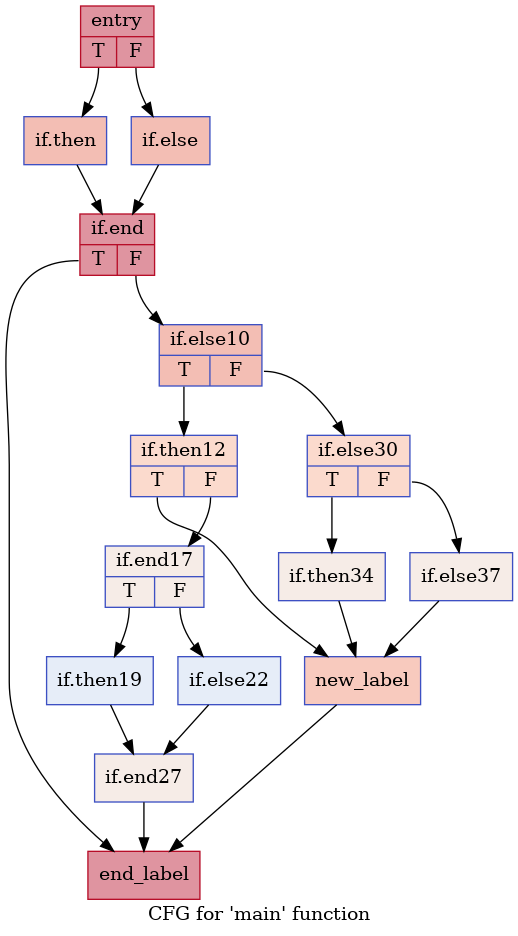 entry
T F
if.then
if.else
if.end
T F
if.else10
T F
if.then12
T F
if.else30
T F
if.end17
T F
if.then34
if.else37
if.then19
if.else22
new_label
if.end27
end_label
CFG for 'main' function